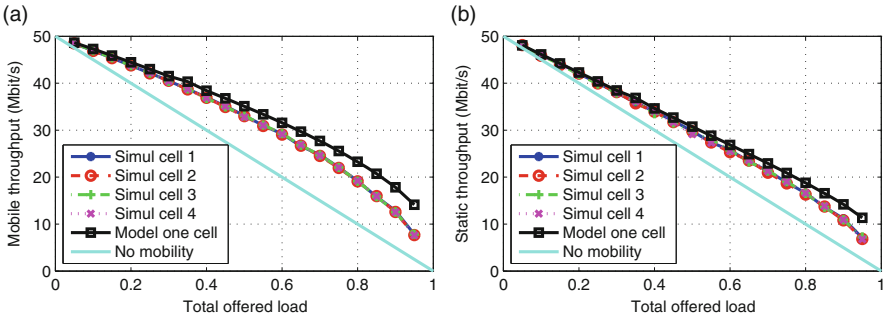 (a)
50
40
30
20
10
0
Mobile throughput (Mbit/s)
Simul cell 1
Simul cell 2
Simul cell 3
Simul cell 4
Model one cell
No mobility
0
0.2
0.4
0.6
0.8
1
Total offered load
(b)
50
40
30
20
10
0
Static throughput (Mbit/s)
Simul cell 1
Simul cell 2
Simul cell 3
Simul cell 4
Model one cell
No mobility
0
0.2
0.4
0.6
0.8
1
Total offered load